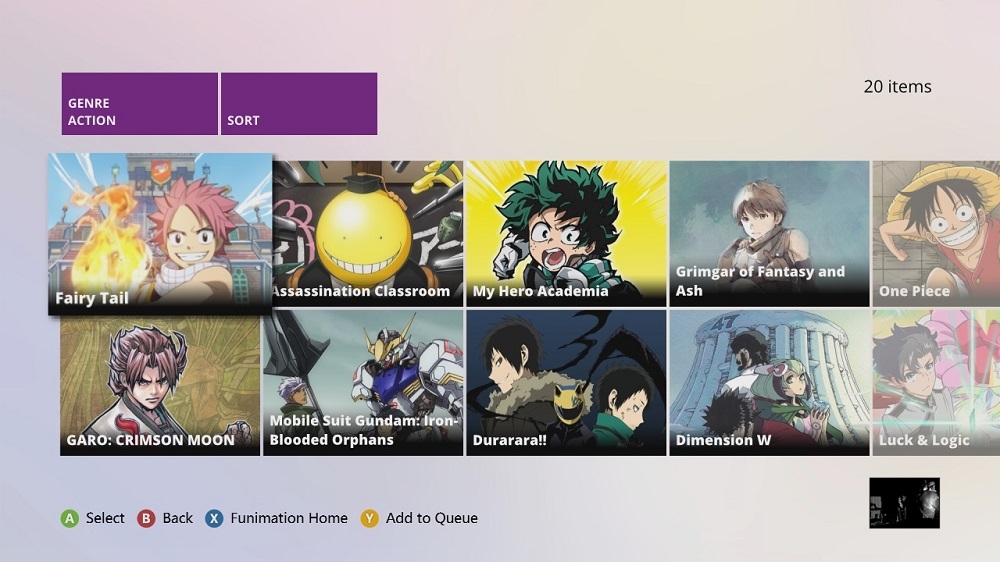 GENRE
ACTION
SORT
20 items
Fairy Tail
Assassination Classroom
My Hero Academia
Grimgar of Fantasy and
Ash
One Piece
GARO: CRIMSON MOON
Mobile Suit Gundam: Iron-
Blooded Orphans
Durarara!!
Dimension W
Luck & Logic
A Select
B Back
X Funimation Home
Y Add to Queue